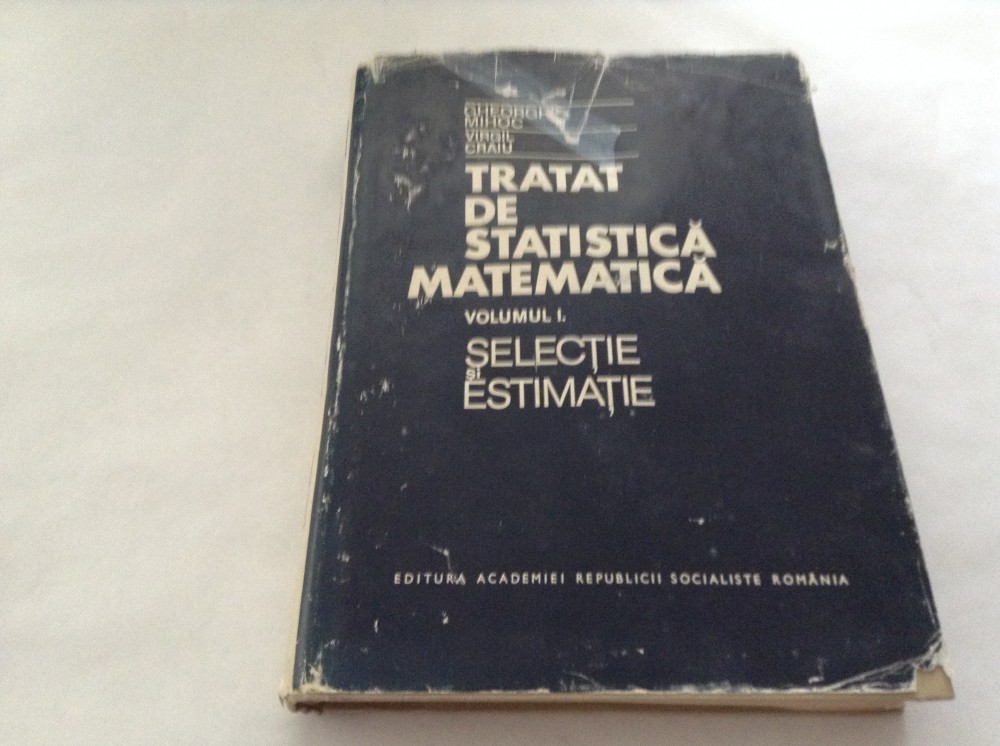 GHEORGHE
MIHOC
VIRGIL
CRAIU
TRATAT
DE
STATISTICĂ
MATEMATICĂ
VOLUMUL I.
SELECȚIE
și
ESTIMAȚIE
EDITURA ACADEMIEI REPUBLICII SOCIALISTE ROMÂNIA